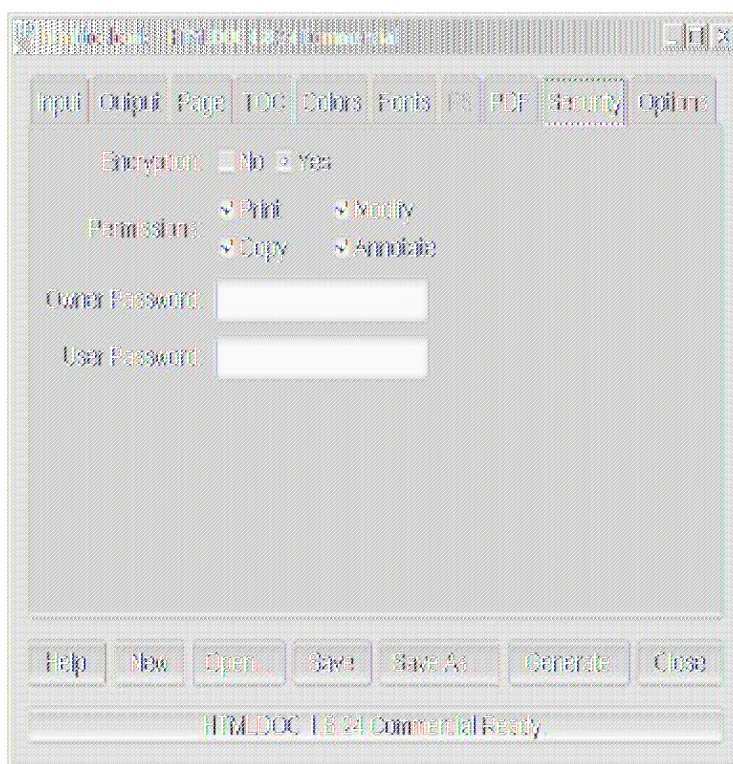 HTMLDOC 1.8.24 Commercial
Input Output Page TOC Colors Fonts PS PDF Security Options
Encryption: No Yes
Print Modify
Permissions:
Copy Annotate
Owner Password:
User Password:
Help New Open... Save Save As... Generate Close
HTMLDOC 1.8.24 Commercial Ready.